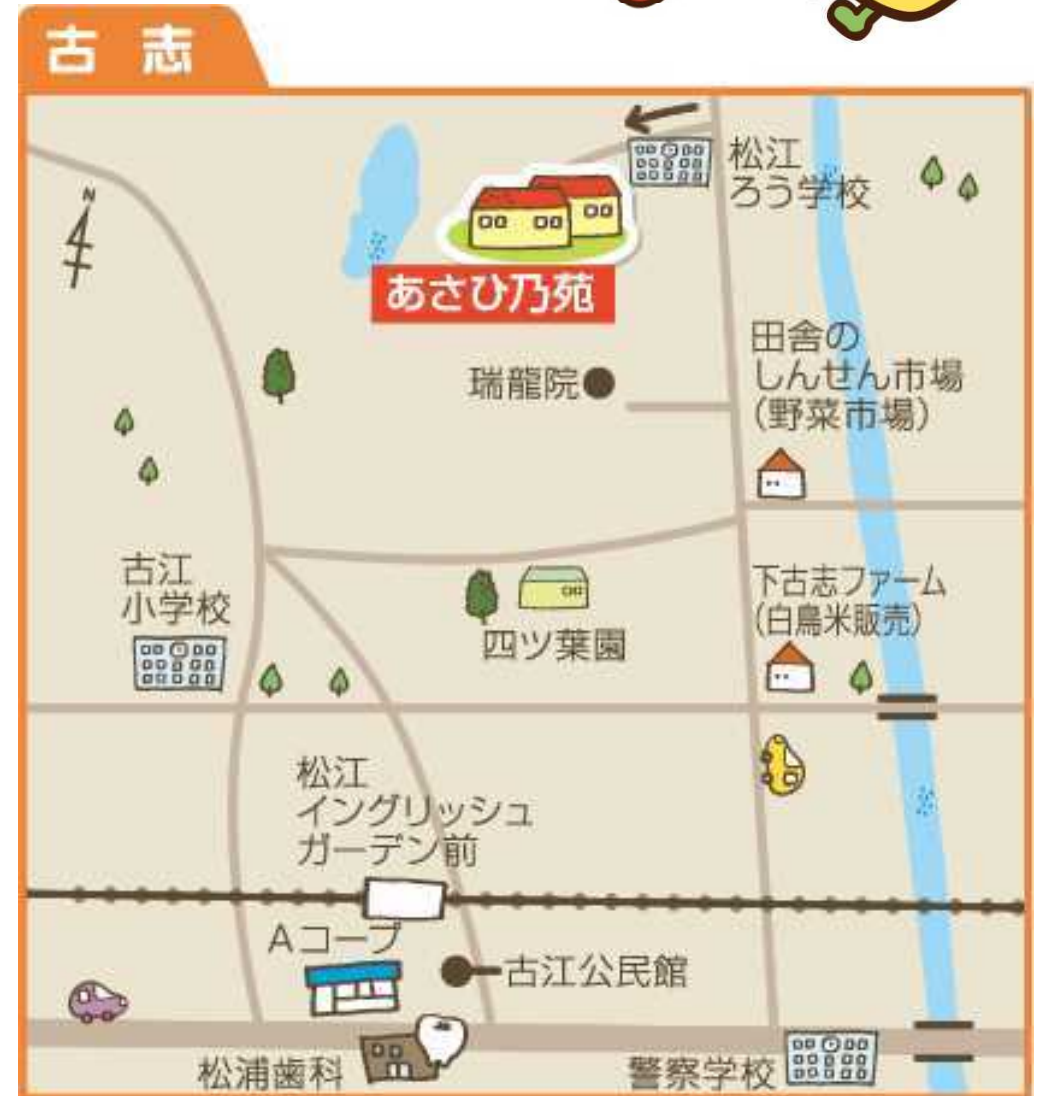 古志
N
松江
ろう学校
あさひ乃苑
田舎の
しんせん市場
(野菜市場)
瑞龍院
古江
小学校
下古志ファーム
(白鳥米販売)
四ツ葉園
松江
イングリッシュ
ガーデン前
Aコープ
古江公民館
松浦歯科
警察学校